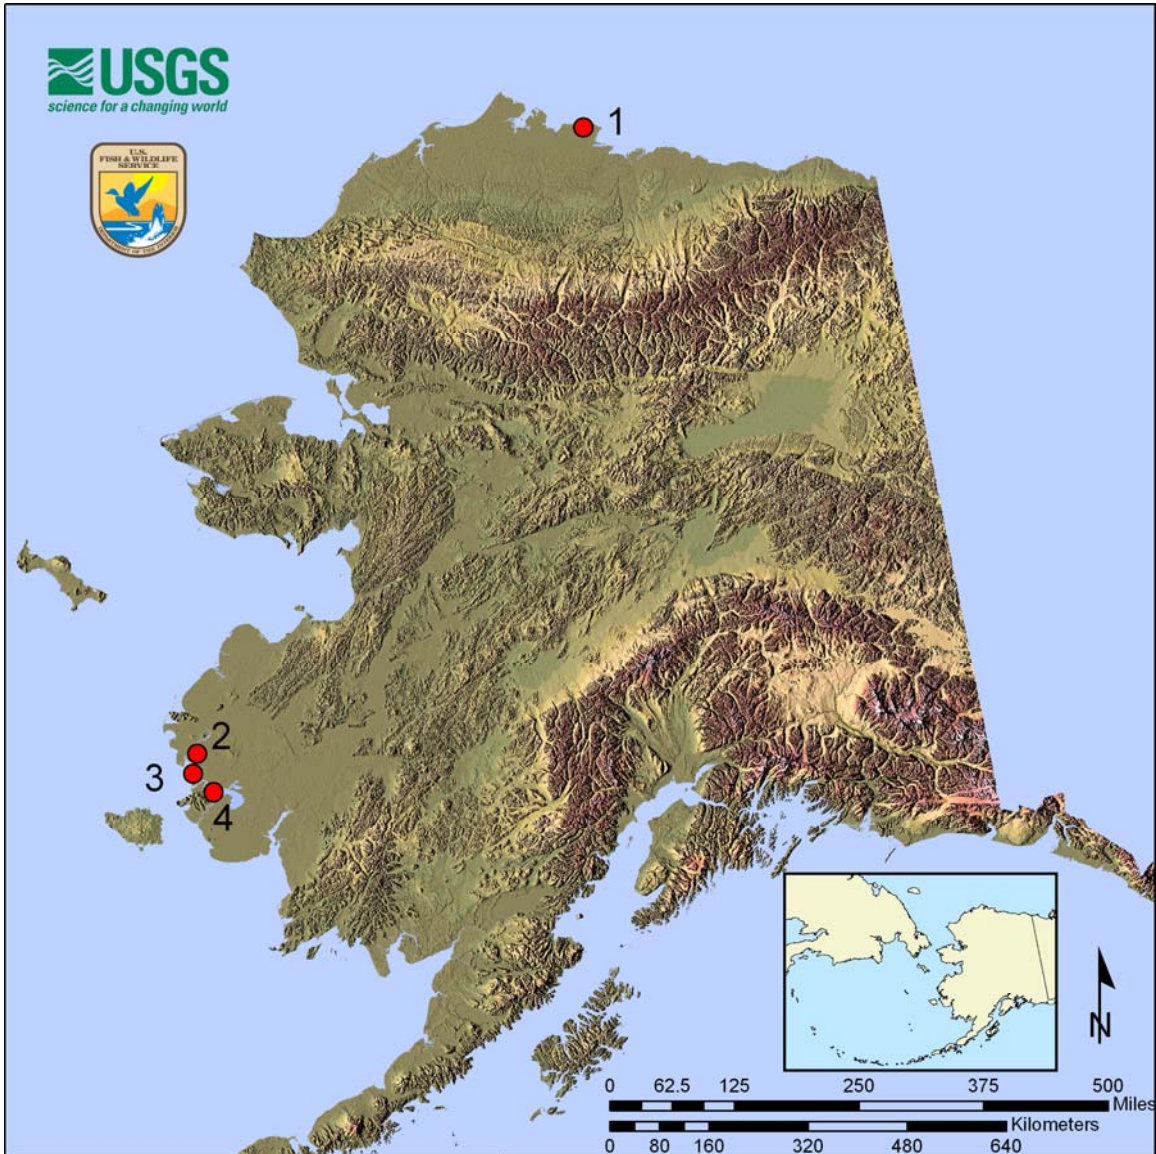 USGS
science for a changing world
U.S.
FISH & WILDLIFE
SERVICE
1
2
3
4
N
0 62.5 125 250 375 500
Miles
Kilometers
0 80 160 320 480 640